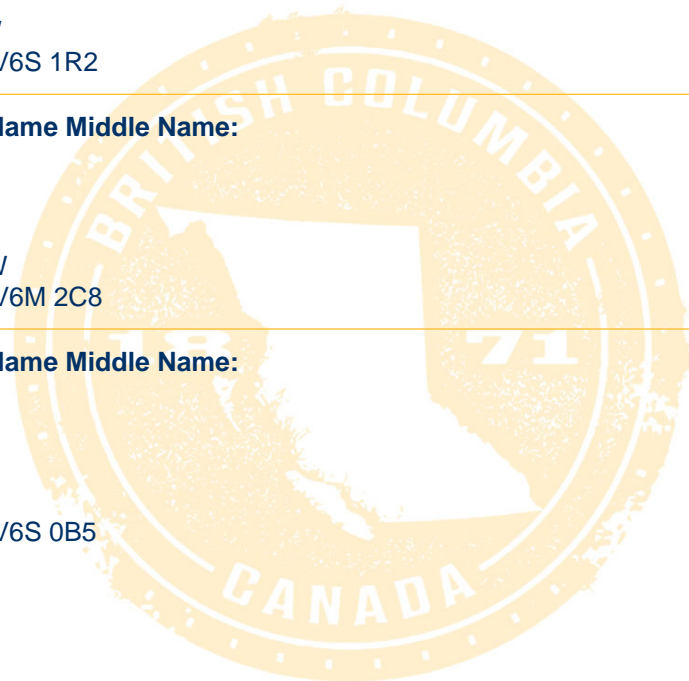 /6S 1R2
lame Middle Name:
/6M 2C8
lame Middle Name:
/6S 0B5
BRITISH COLUMBIA
18 71
CANADA